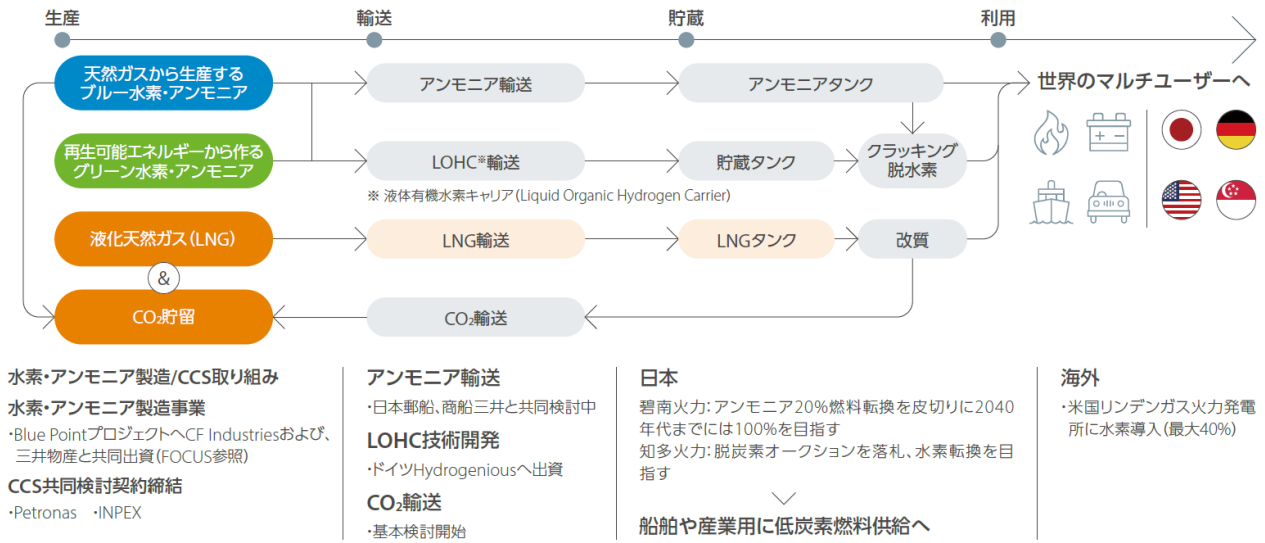 生産
輸送
貯蔵
利用
天然ガスから生産する
ブルー水素・アンモニア
アンモニア輸送
アンモニアタンク
世界のマルチユーザーへ
再生可能エネルギーから作る
グリーン水素・アンモニア
LOHC※輸送
貯蔵タンク
クラッキング
脱水素
※ 液体有機水素キャリア(Liquid Organic Hydrogen Carrier)
液化天然ガス(LNG)
LNG輸送
LNGタンク
改質
&
CO₂貯留
CO₂輸送
水素・アンモニア製造/CCS取り組み
水素・アンモニア製造事業
・Blue PointプロジェクトへCF Industriesおよび、
三井物産と共同出資(FOCUS参照)
CCS共同検討契約締結
・Petronas ・INPEX
アンモニア輸送
・日本郵船、商船三井と共同検討中
LOHC技術開発
・ドイツHydrogeniousへ出資
CO₂輸送
・基本検討開始
日本
碧南火力:アンモニア20%燃料転換を皮切りに2040
年代までには100%を目指す
知多火力:脱炭素オークションを落札、水素転換を目
指す
船舶や産業用に低炭素燃料供給へ
海外
・米国リンデンガス火力発電
所に水素導入(最大40%)